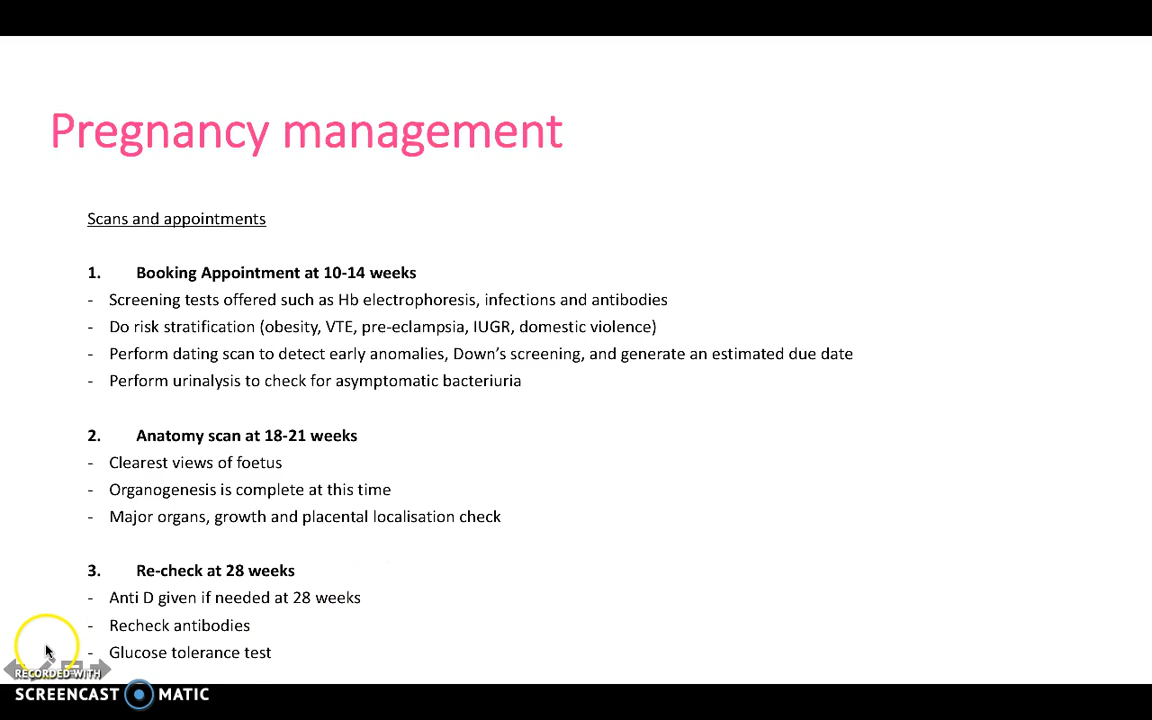 Pregnancy management
Scans and appointments
1. Booking Appointment at 10-14 weeks
- Screening tests offered such as Hb electrophoresis, infections and antibodies
- Do risk stratification (obesity, VTE, pre-eclampsia, IUGR, domestic violence)
- Perform dating scan to detect early anomalies, Down's screening, and generate an estimated due date
- Perform urinalysis to check for asymptomatic bacteriuria
2. Anatomy scan at 18-21 weeks
- Clearest views of foetus
- Organogenesis is complete at this time
- Major organs, growth and placental localisation check
3. Re-check at 28 weeks
- Anti D given if needed at 28 weeks
- Recheck antibodies
- Glucose tolerance test
RECORDED WITH
SCREENCAST MATIC